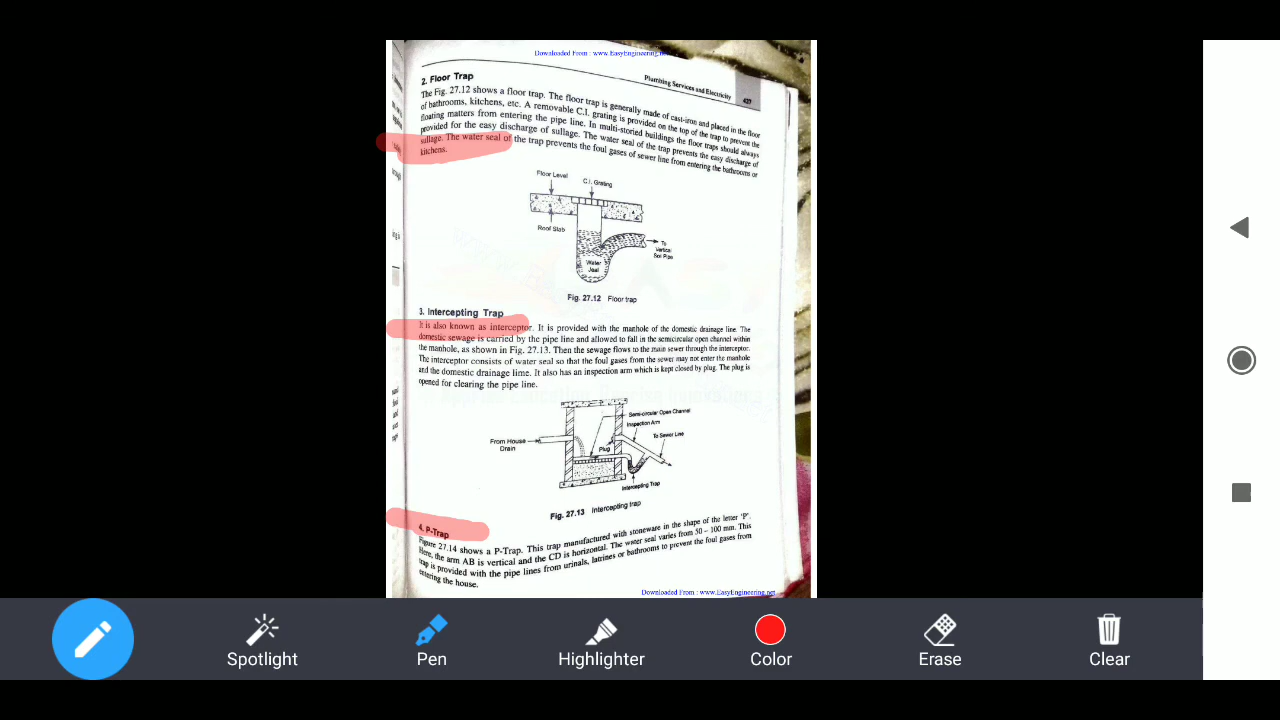 Downloaded From : www.EasyEngineering.net
Plumbing Services and Electricity
427
2. Floor Trap
The Fig. 27.12 shows a floor trap. The floor trap is generally made of cast-iron and placed in the floor
of bathrooms, kitchens, etc. A removable C.I. grating is provided on the top of the trap to prevent the
floating matters from entering the pipe line. In multi-storied buildings the floor traps should always
provided for the easy discharge of sullage. The water seal of the trap prevents the easy discharge of
sullage. The water seal of the trap prevents the foul gases of sewer line from entering the bathrooms or
kitchens.
Floor Level
C.I. Grating
Roof Slab
To
Vertical
Soil Pipe
Water
Seal
Fig. 27.12 Floor trap
3. Intercepting Trap
It is also known as interceptor. It is provided with the manhole of the domestic drainage line. The
domestic sewage is carried by the pipe line and allowed to fall in the semicircular open channel within
the manhole, as shown in Fig. 27.13. Then the sewage flows to the main sewer through the interceptor.
The interceptor consists of water seal so that the foul gases from the sewer may not enter the manhole
and the domestic drainage lime. It also has an inspection arm which is kept closed by plug. The plug is
opened for clearing the pipe line.
Semi-circular Open Channel
Inspection Arm
To Sewer Line
From House
Drain
Plug
Intercepting Trap
Fig. 27.13 Intercepting trap
4. P-Trap
Figure 27.14 shows a P-Trap. This trap manufactured with stoneware in the shape of the letter 'P'.
Here, the arm AB is vertical and the CD is horizontal. The water seal varies from 50 – 100 mm. This
trap is provided with the pipe lines from urinals, latrines or bathrooms to prevent the foul gases from
entering the house.
Downloaded From : www.EasyEngineering.net
Spotlight
Pen
Highlighter
Color
Erase
Clear